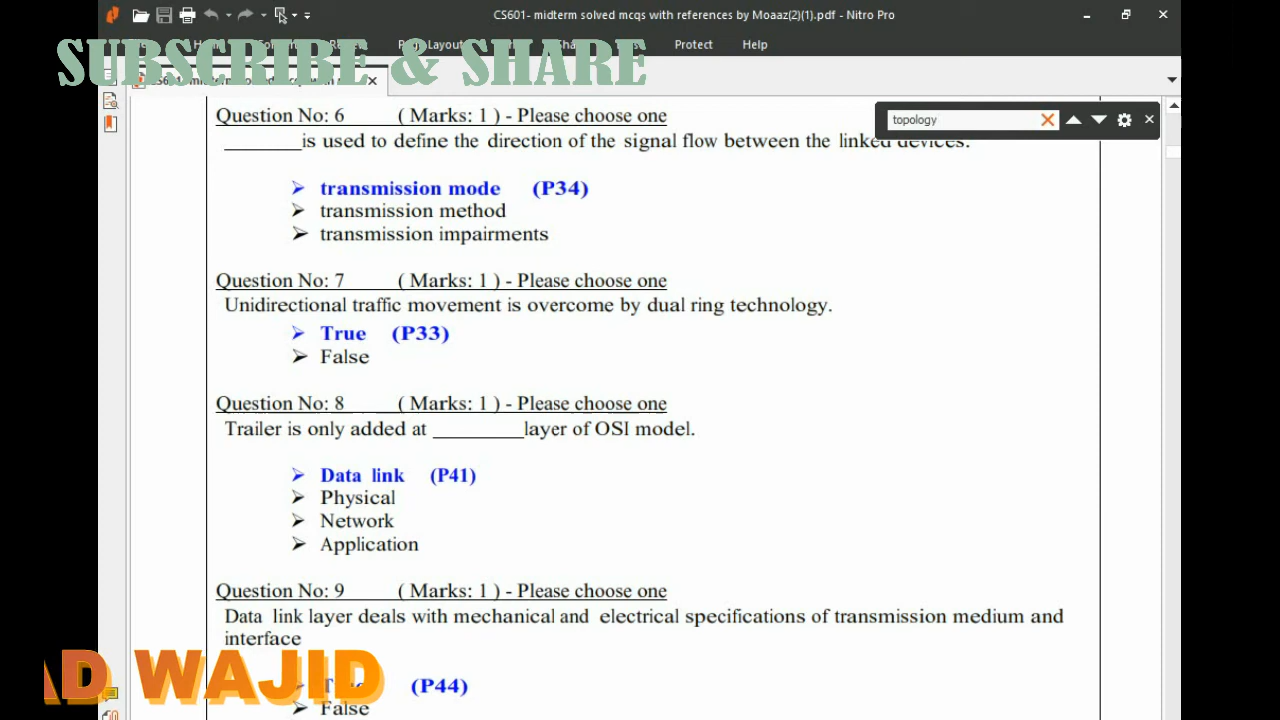 CS601- midterm solved mcqs with references by Moaaz(2)(1).pdf - Nitro Pro
Protect Help
SUBSCRIBE & SHARE
topology
Question No: 6 ( Marks: 1 ) - Please choose one
________is used to define the direction of the signal flow between the linked devices.
➢ transmission mode (P34)
➢ transmission method
➢ transmission impairments
Question No: 7 ( Marks: 1 ) - Please choose one
Unidirectional traffic movement is overcome by dual ring technology.
➢ True (P33)
➢ False
Question No: 8 ( Marks: 1 ) - Please choose one
Trailer is only added at _________layer of OSI model.
➢ Data link (P41)
➢ Physical
➢ Network
➢ Application
Question No: 9 ( Marks: 1 ) - Please choose one
Data link layer deals with mechanical and electrical specifications of transmission medium and
interface
AD WAJID
(P44)
➢ False